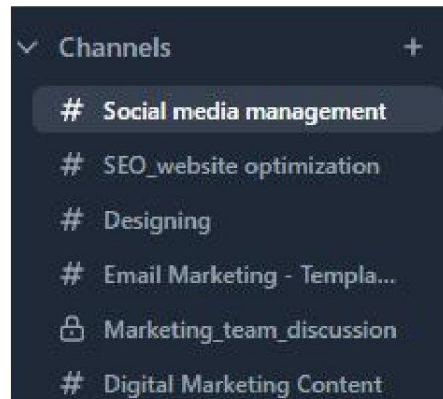 Channels +
# Social media management
# SEO_website optimization
# Designing
# Email Marketing - Templa...
Marketing_team_discussion
# Digital Marketing Content